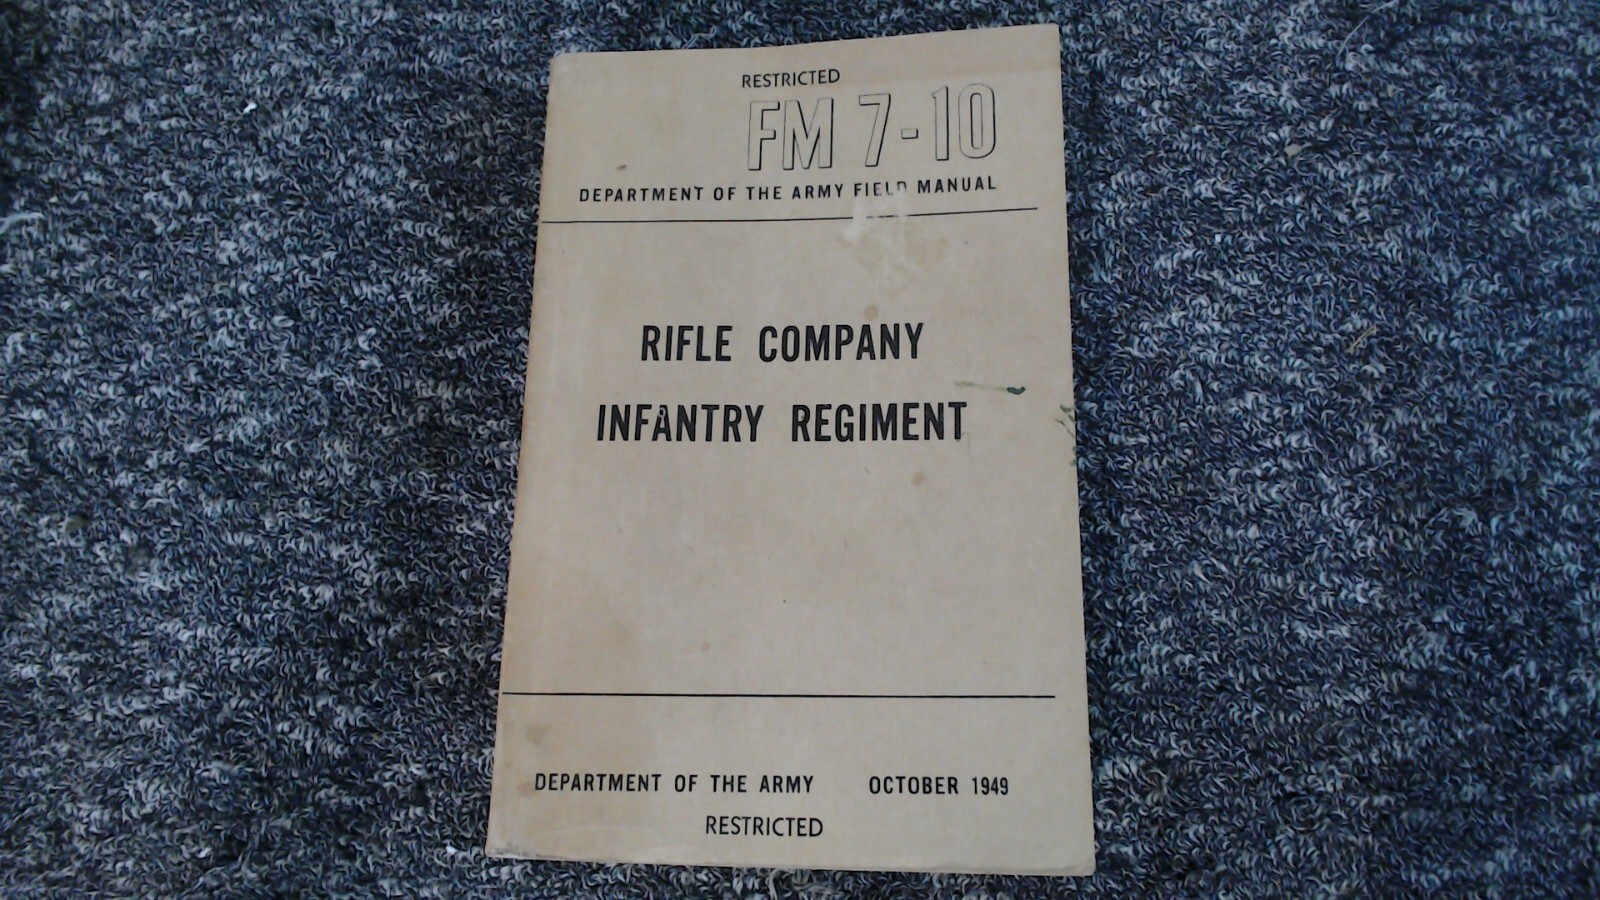 RESTRICTED
FM 7-10
DEPARTMENT OF THE ARMY FIELD MANUAL
RIFLE COMPANY
INFANTRY REGIMENT
DEPARTMENT OF THE ARMY OCTOBER 1949
RESTRICTED